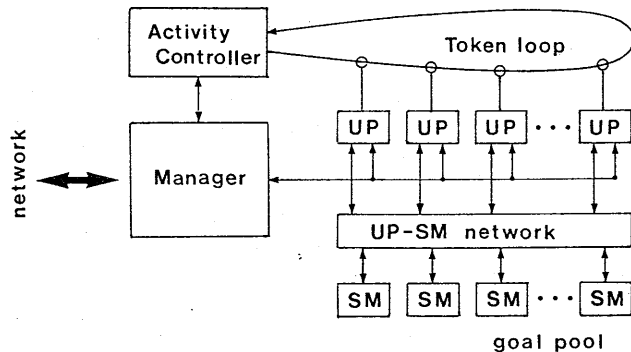 Activity
Controller
Token loop
UP UP UP ··· UP
network
Manager
UP-SM network
SM SM SM ··· SM
goal pool